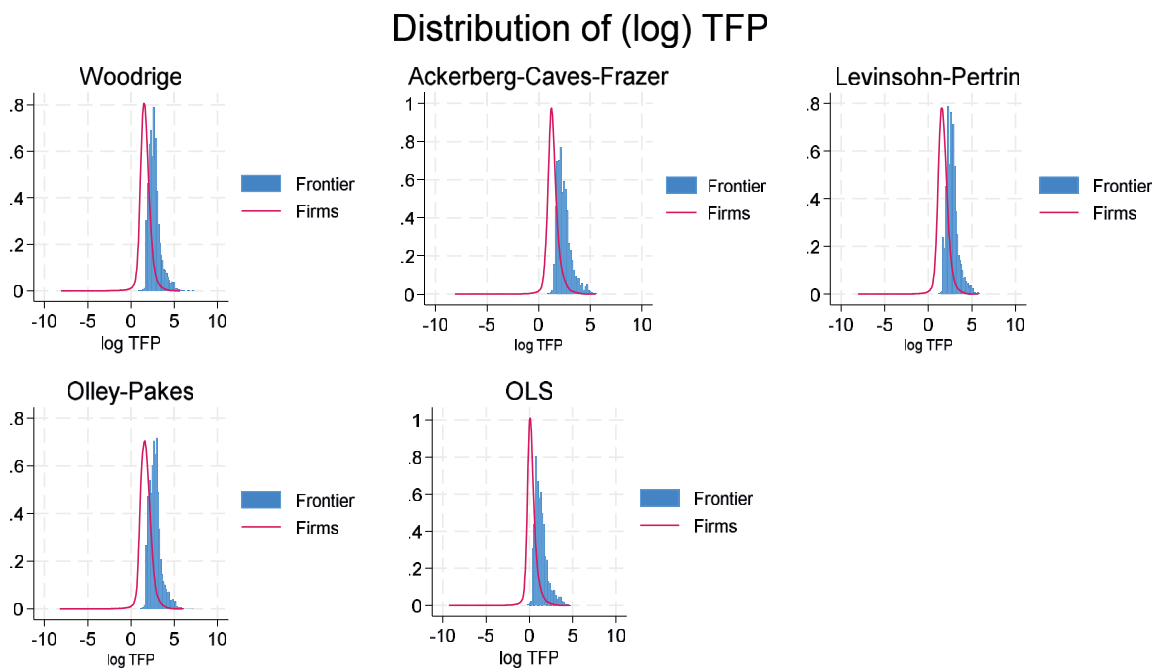 Distribution of (log) TFP
Woodrige
.8
.6
.4
.2
0
-10 -5 0 5 10
log TFP
Frontier
Firms
Ackerberg-Caves-Frazer
1
.8
.6
.4
.2
0
-10 -5 0 5 10
log TFP
Frontier
Firms
Levinsohn-Pertrin
.8
.6
.4
.2
0
-10 -5 0 5 10
log TFP
Frontier
Firms
Olley-Pakes
.8
.6
.4
.2
0
-10 -5 0 5 10
log TFP
Frontier
Firms
OLS
1
.8
.6
.4
.2
0
-10 -5 0 5 10
log TFP
Frontier
Firms